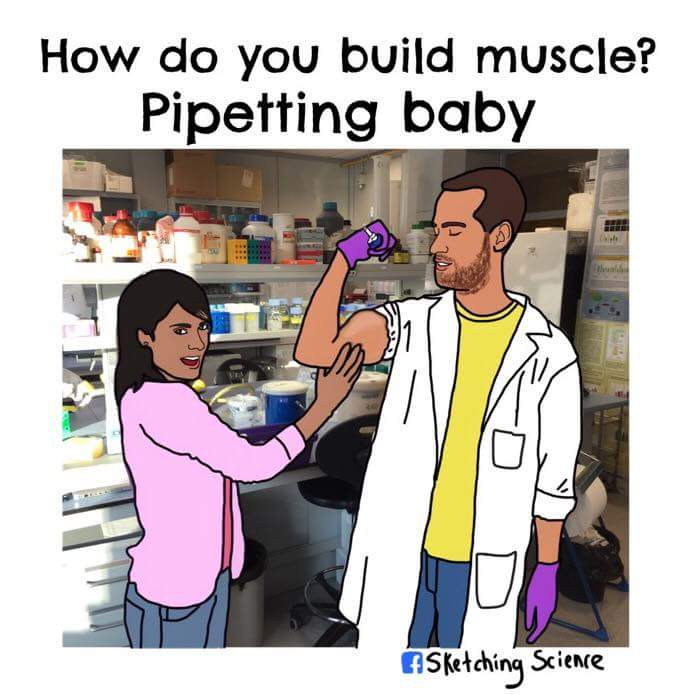 How do you build muscle?
Pipetting baby
f Sketching Science